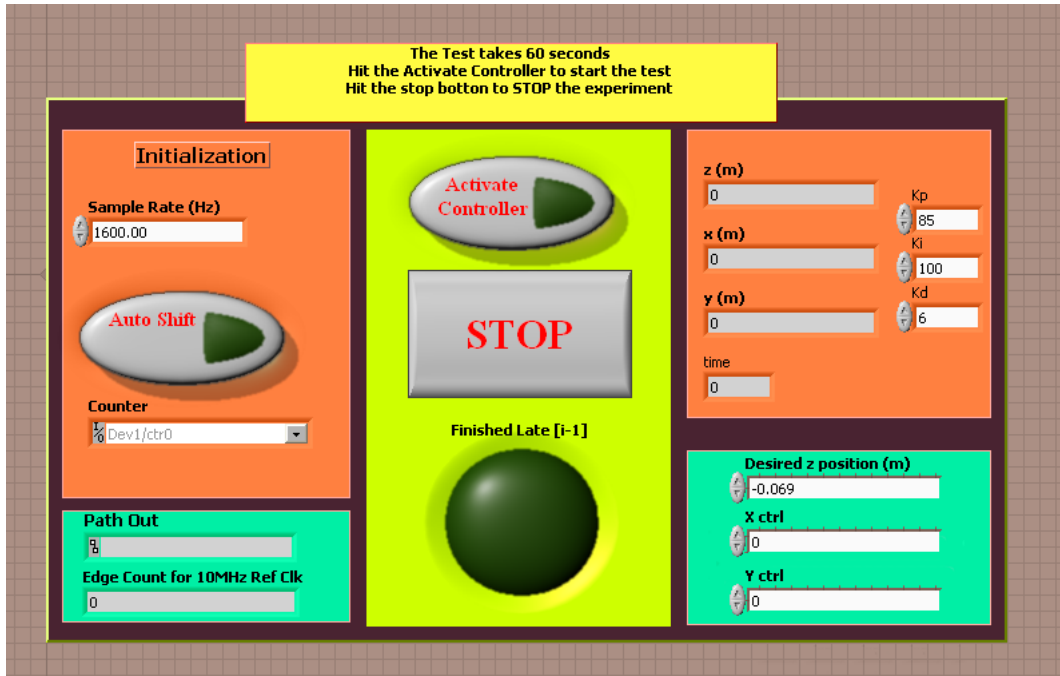 The Test takes 60 seconds
Hit the Activate Controller to start the test
Hit the stop botton to STOP the experiment
Initialization
Sample Rate (Hz)
1600.00
Auto Shift
Counter
I/O Dev1/ctr0
Path Out
Edge Count for 10MHz Ref Clk
0
Activate
Controller
STOP
Finished Late [i-1]
z (m)
0
x (m)
0
y (m)
0
time
0
Kp
85
Ki
100
Kd
6
Desired z position (m)
-0.069
X ctrl
0
Y ctrl
0